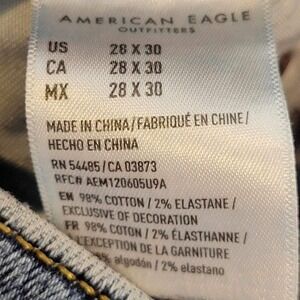 AMERICAN EAGLE
OUTFITTERS
US 28 X 30
CA 28 X 30
MX 28 X 30
MADE IN CHINA/FABRIQUÉ EN CHINE/
HECHO EN CHINA
RN 54485/CA 03873
RFC# AEM120605U9A
EN 98% COTTON / 2% ELASTANE/
EXCLUSIVE OF DECORATION
FR 98% COTON / 2% ÉLASTHANNE/
L'EXCEPTION DE LA GARNITURE
algodón / 2% elastano